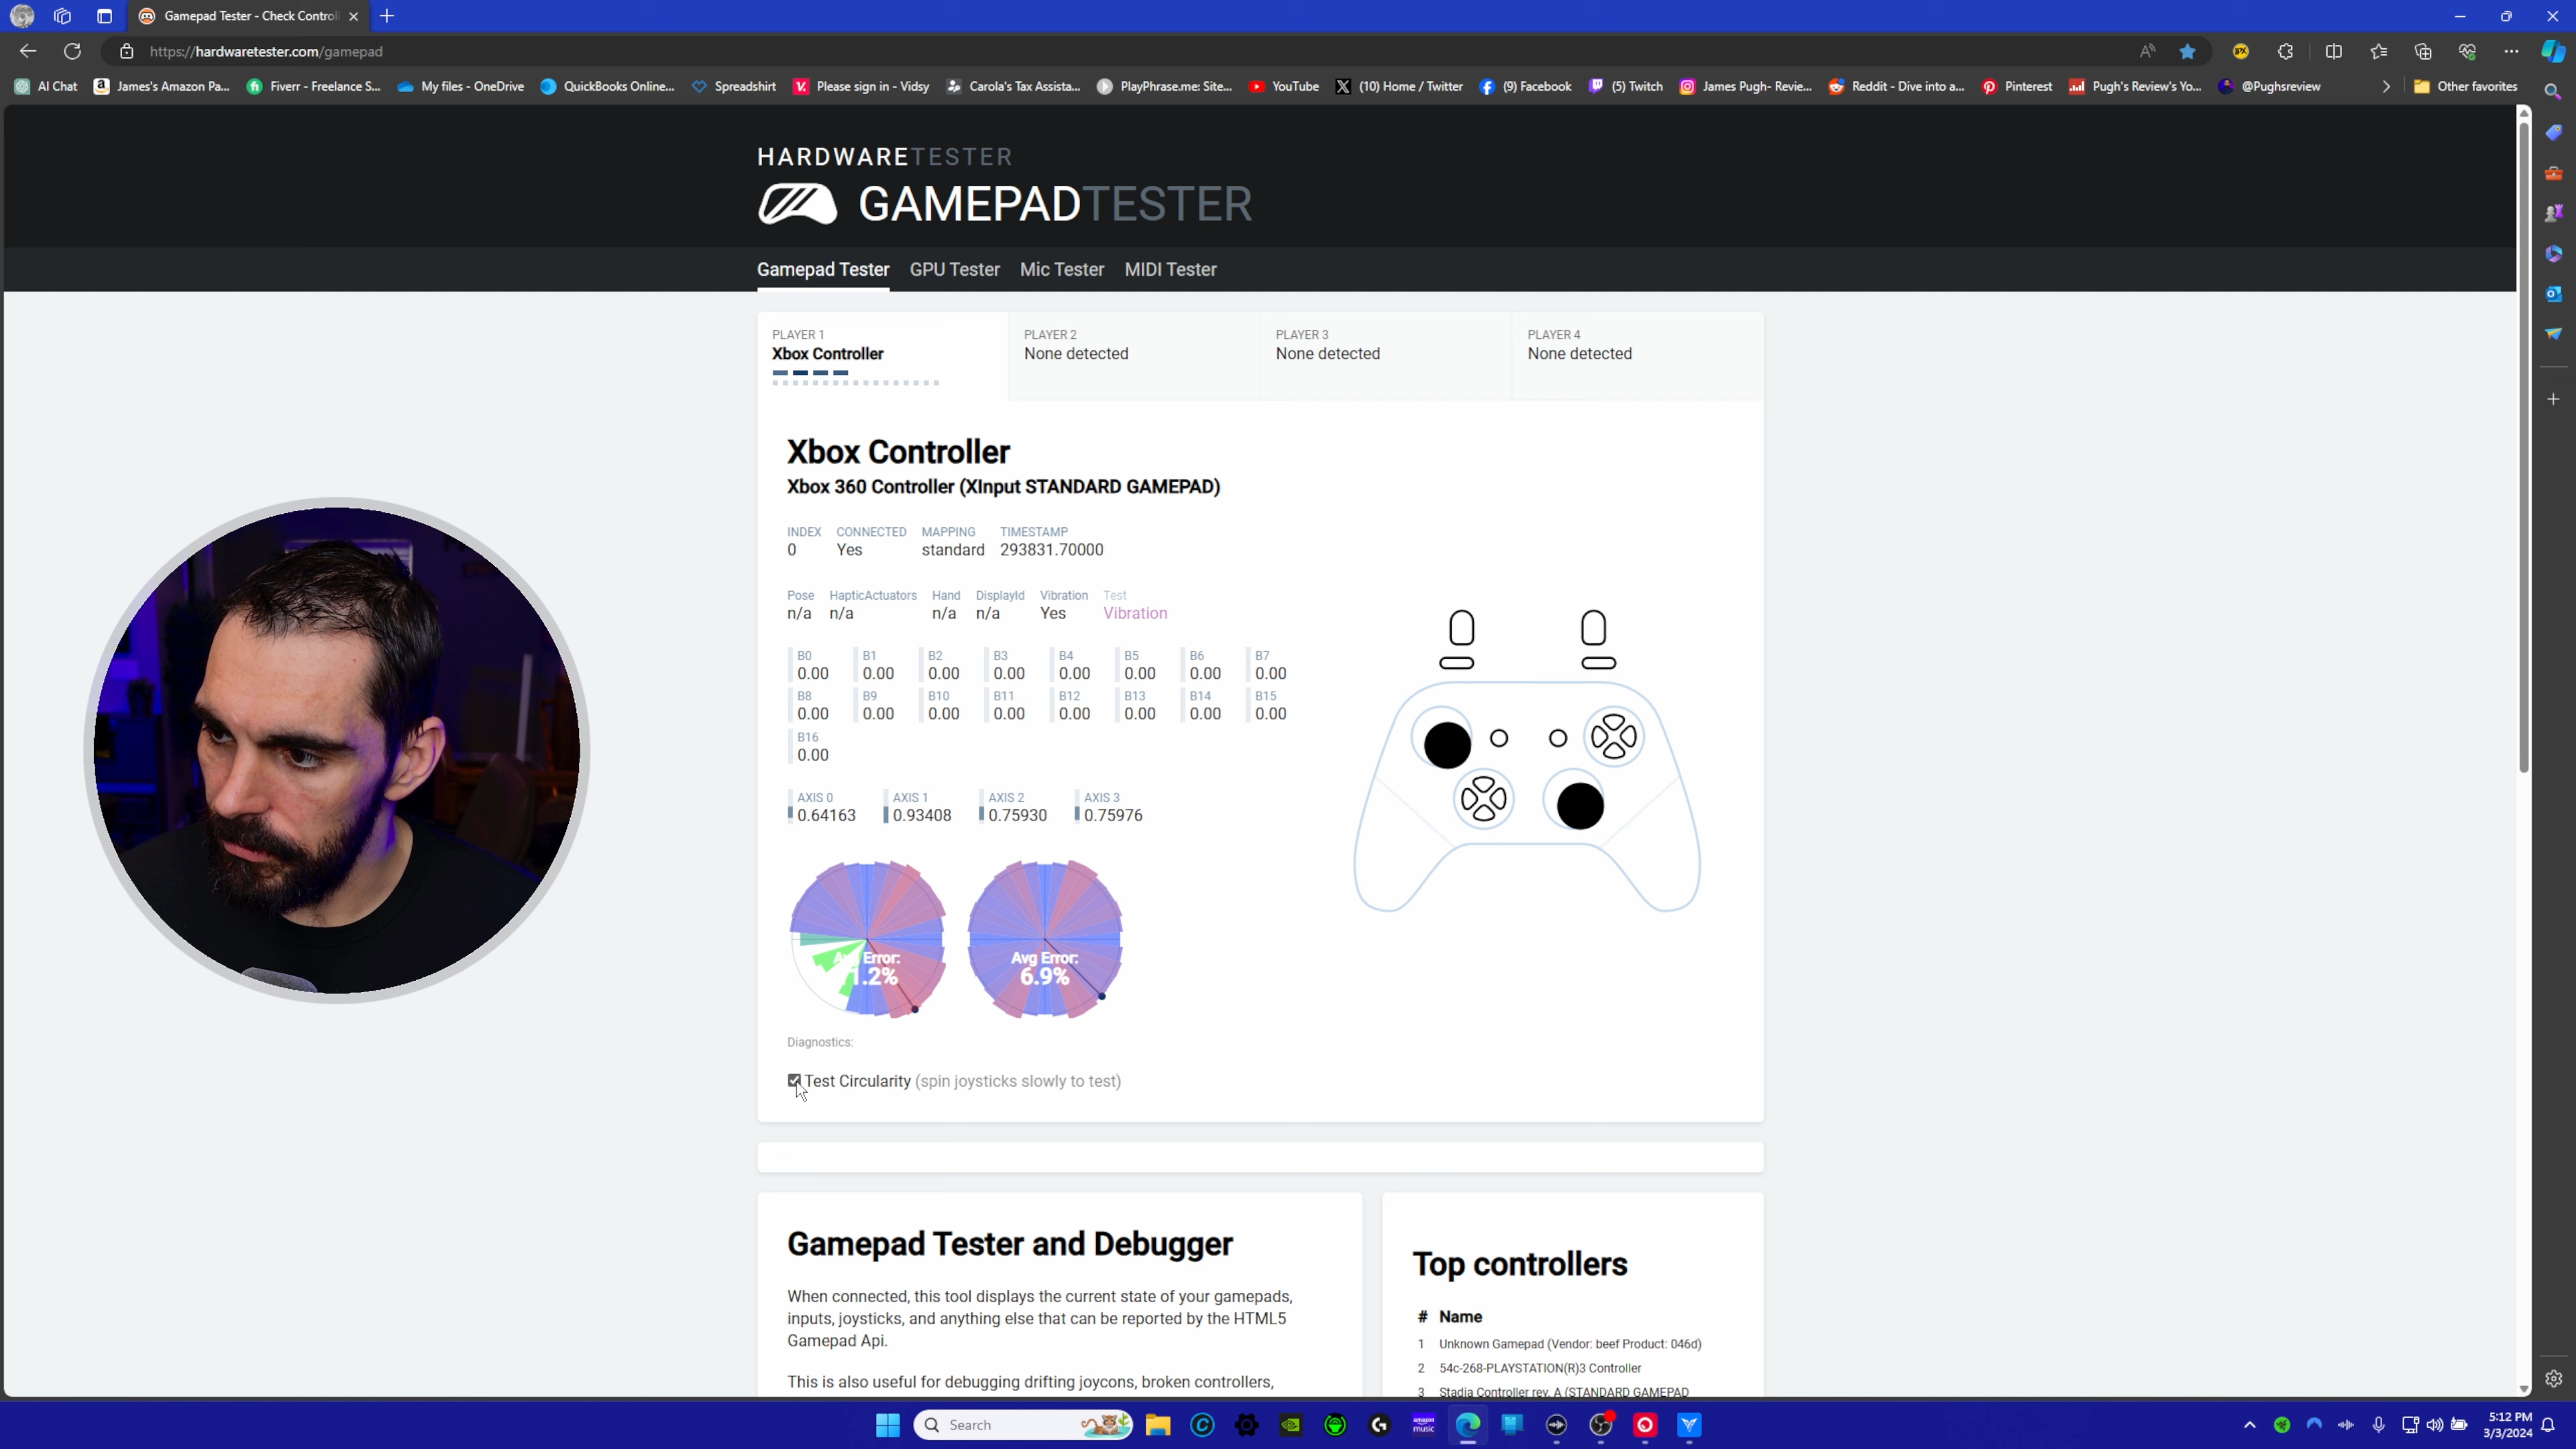 Gamepad Tester - Check Control
https://hardwaretester.com/gamepad
AI Chat
James's Amazon Pa...
Fiverr - Freelance S...
My files - OneDrive
QuickBooks Online...
Spreadshirt
Please sign in - Vidsy
Carola's Tax Assista...
PlayPhrase.me: Site...
YouTube
(10) Home / Twitter
(9) Facebook
(5) Twitch
James Pugh- Revie...
Reddit - Dive into a...
Pinterest
Pugh's Review's Yo...
@Pughsreview
Other favorites
HARDWARETESTER
GAMEPADTESTER
Gamepad Tester GPU Tester Mic Tester MIDI Tester
PLAYER 1 PLAYER 2 PLAYER 3 PLAYER 4
Xbox Controller None detected None detected None detected
Xbox Controller
Xbox 360 Controller (XInput STANDARD GAMEPAD)
INDEX CONNECTED MAPPING TIMESTAMP
0 Yes standard 293831.70000
Pose HapticActuators Hand DisplayId Vibration Test
n/a n/a n/a n/a Yes Vibration
B0 B1 B2 B3 B4 B5 B6 B7
0.00 0.00 0.00 0.00 0.00 0.00 0.00 0.00
B8 B9 B10 B11 B12 B13 B14 B15
0.00 0.00 0.00 0.00 0.00 0.00 0.00 0.00
B16
0.00
AXIS 0 AXIS 1 AXIS 2 AXIS 3
0.64163 0.93408 0.75930 0.75976
Error: Avg Error:
6.9%
Diagnostics:
Test Circularity (spin joysticks slowly to test)
Gamepad Tester and Debugger
When connected, this tool displays the current state of your gamepads,
inputs, joysticks, and anything else that can be reported by the HTML5
Gamepad Api.
This is also useful for debugging drifting joycons, broken controllers,
Top controllers
# Name
1 Unknown Gamepad (Vendor: beef Product: 046d)
2 54c-268-PLAYSTATION(R)3 Controller
3 Stadia Controller rev. A (STANDARD GAMEPAD
Search
amazon music
5:12 PM
3/3/2024